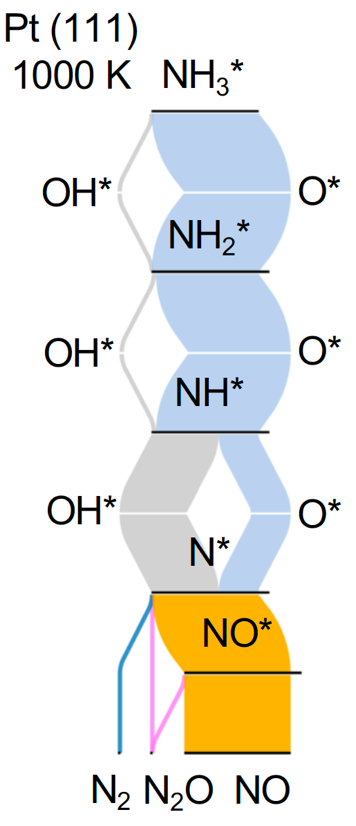 Pt (111)
1000 K NH₃*
OH* O*
NH₂*
OH* O*
NH*
OH* O*
N*
NO*
N₂ N₂O NO